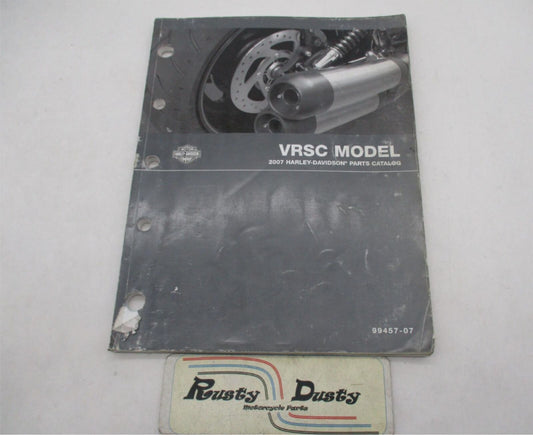 VRSC MODEL
2007 HARLEY-DAVIDSON® PARTS CATALOG
99457-07
Rusty Dusty
Motorcycle Parts